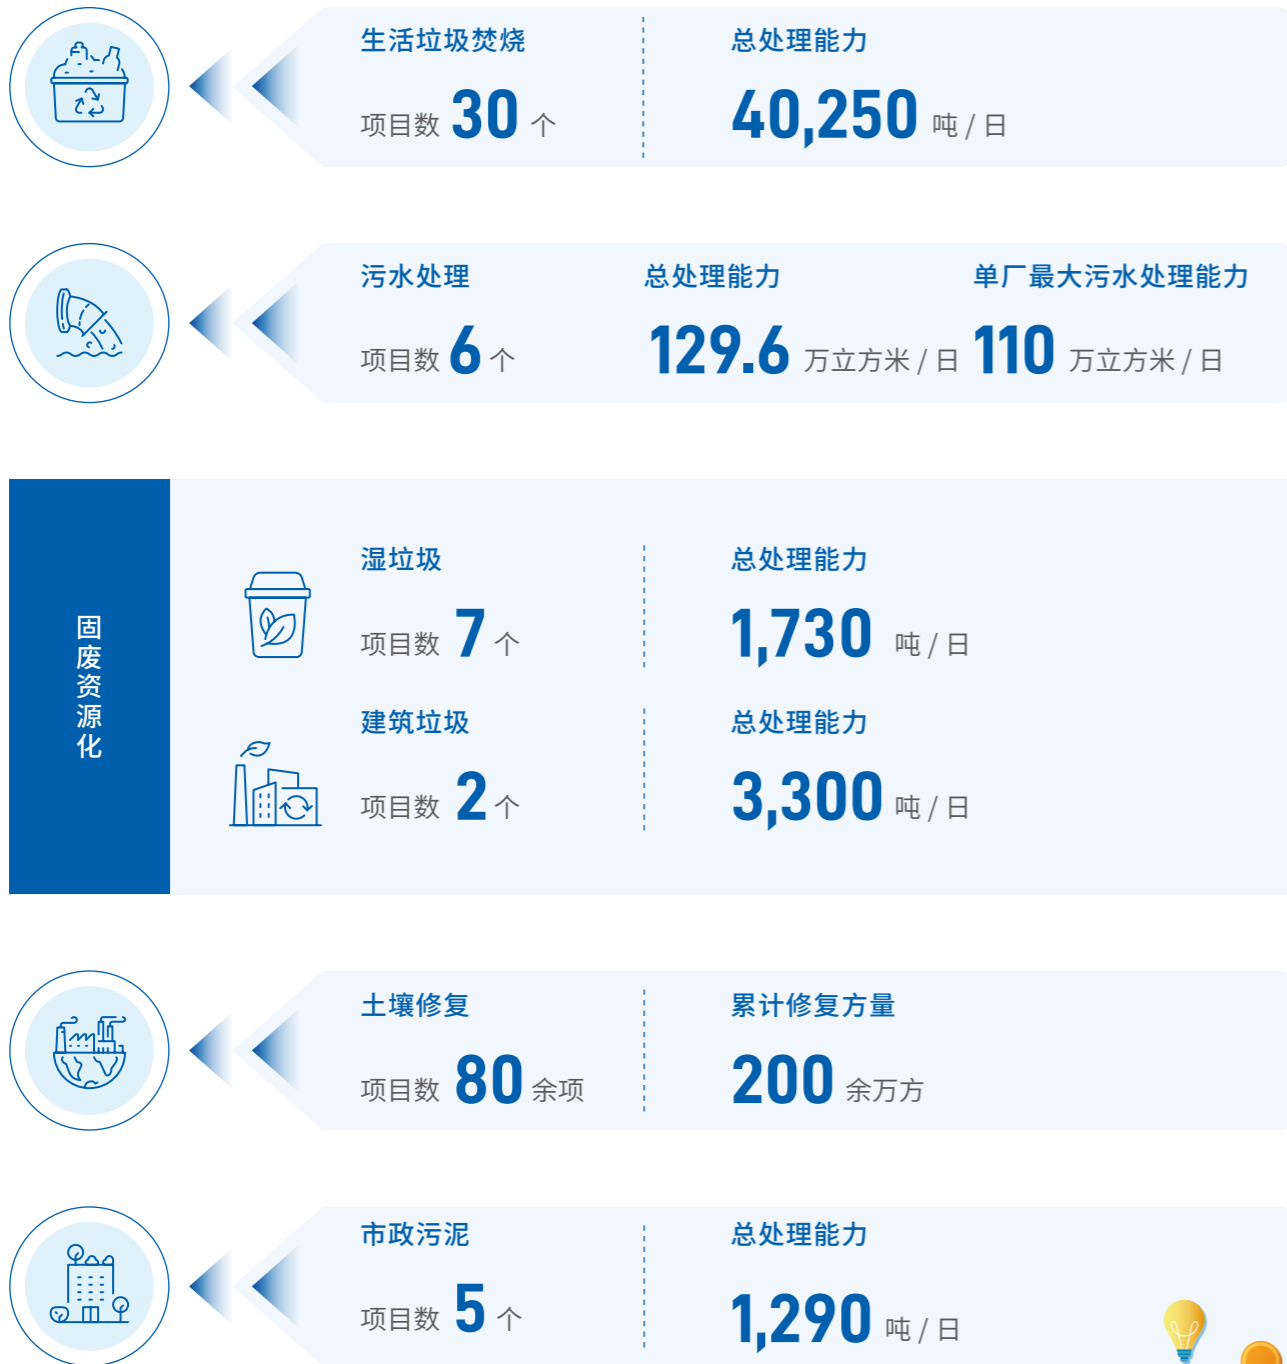 生活垃圾焚烧
总处理能力
项目数 30 个
40,250 吨 / 日
污水处理
总处理能力
单厂最大污水处理能力
项目数 6 个
129.6 万立方米 / 日
110 万立方米 / 日
固废资源化
湿垃圾
总处理能力
项目数 7 个
1,730 吨 / 日
建筑垃圾
总处理能力
项目数 2 个
3,300 吨 / 日
土壤修复
累计修复方量
项目数 80 余项
200 余万方
市政污泥
总处理能力
项目数 5 个
1,290 吨 / 日